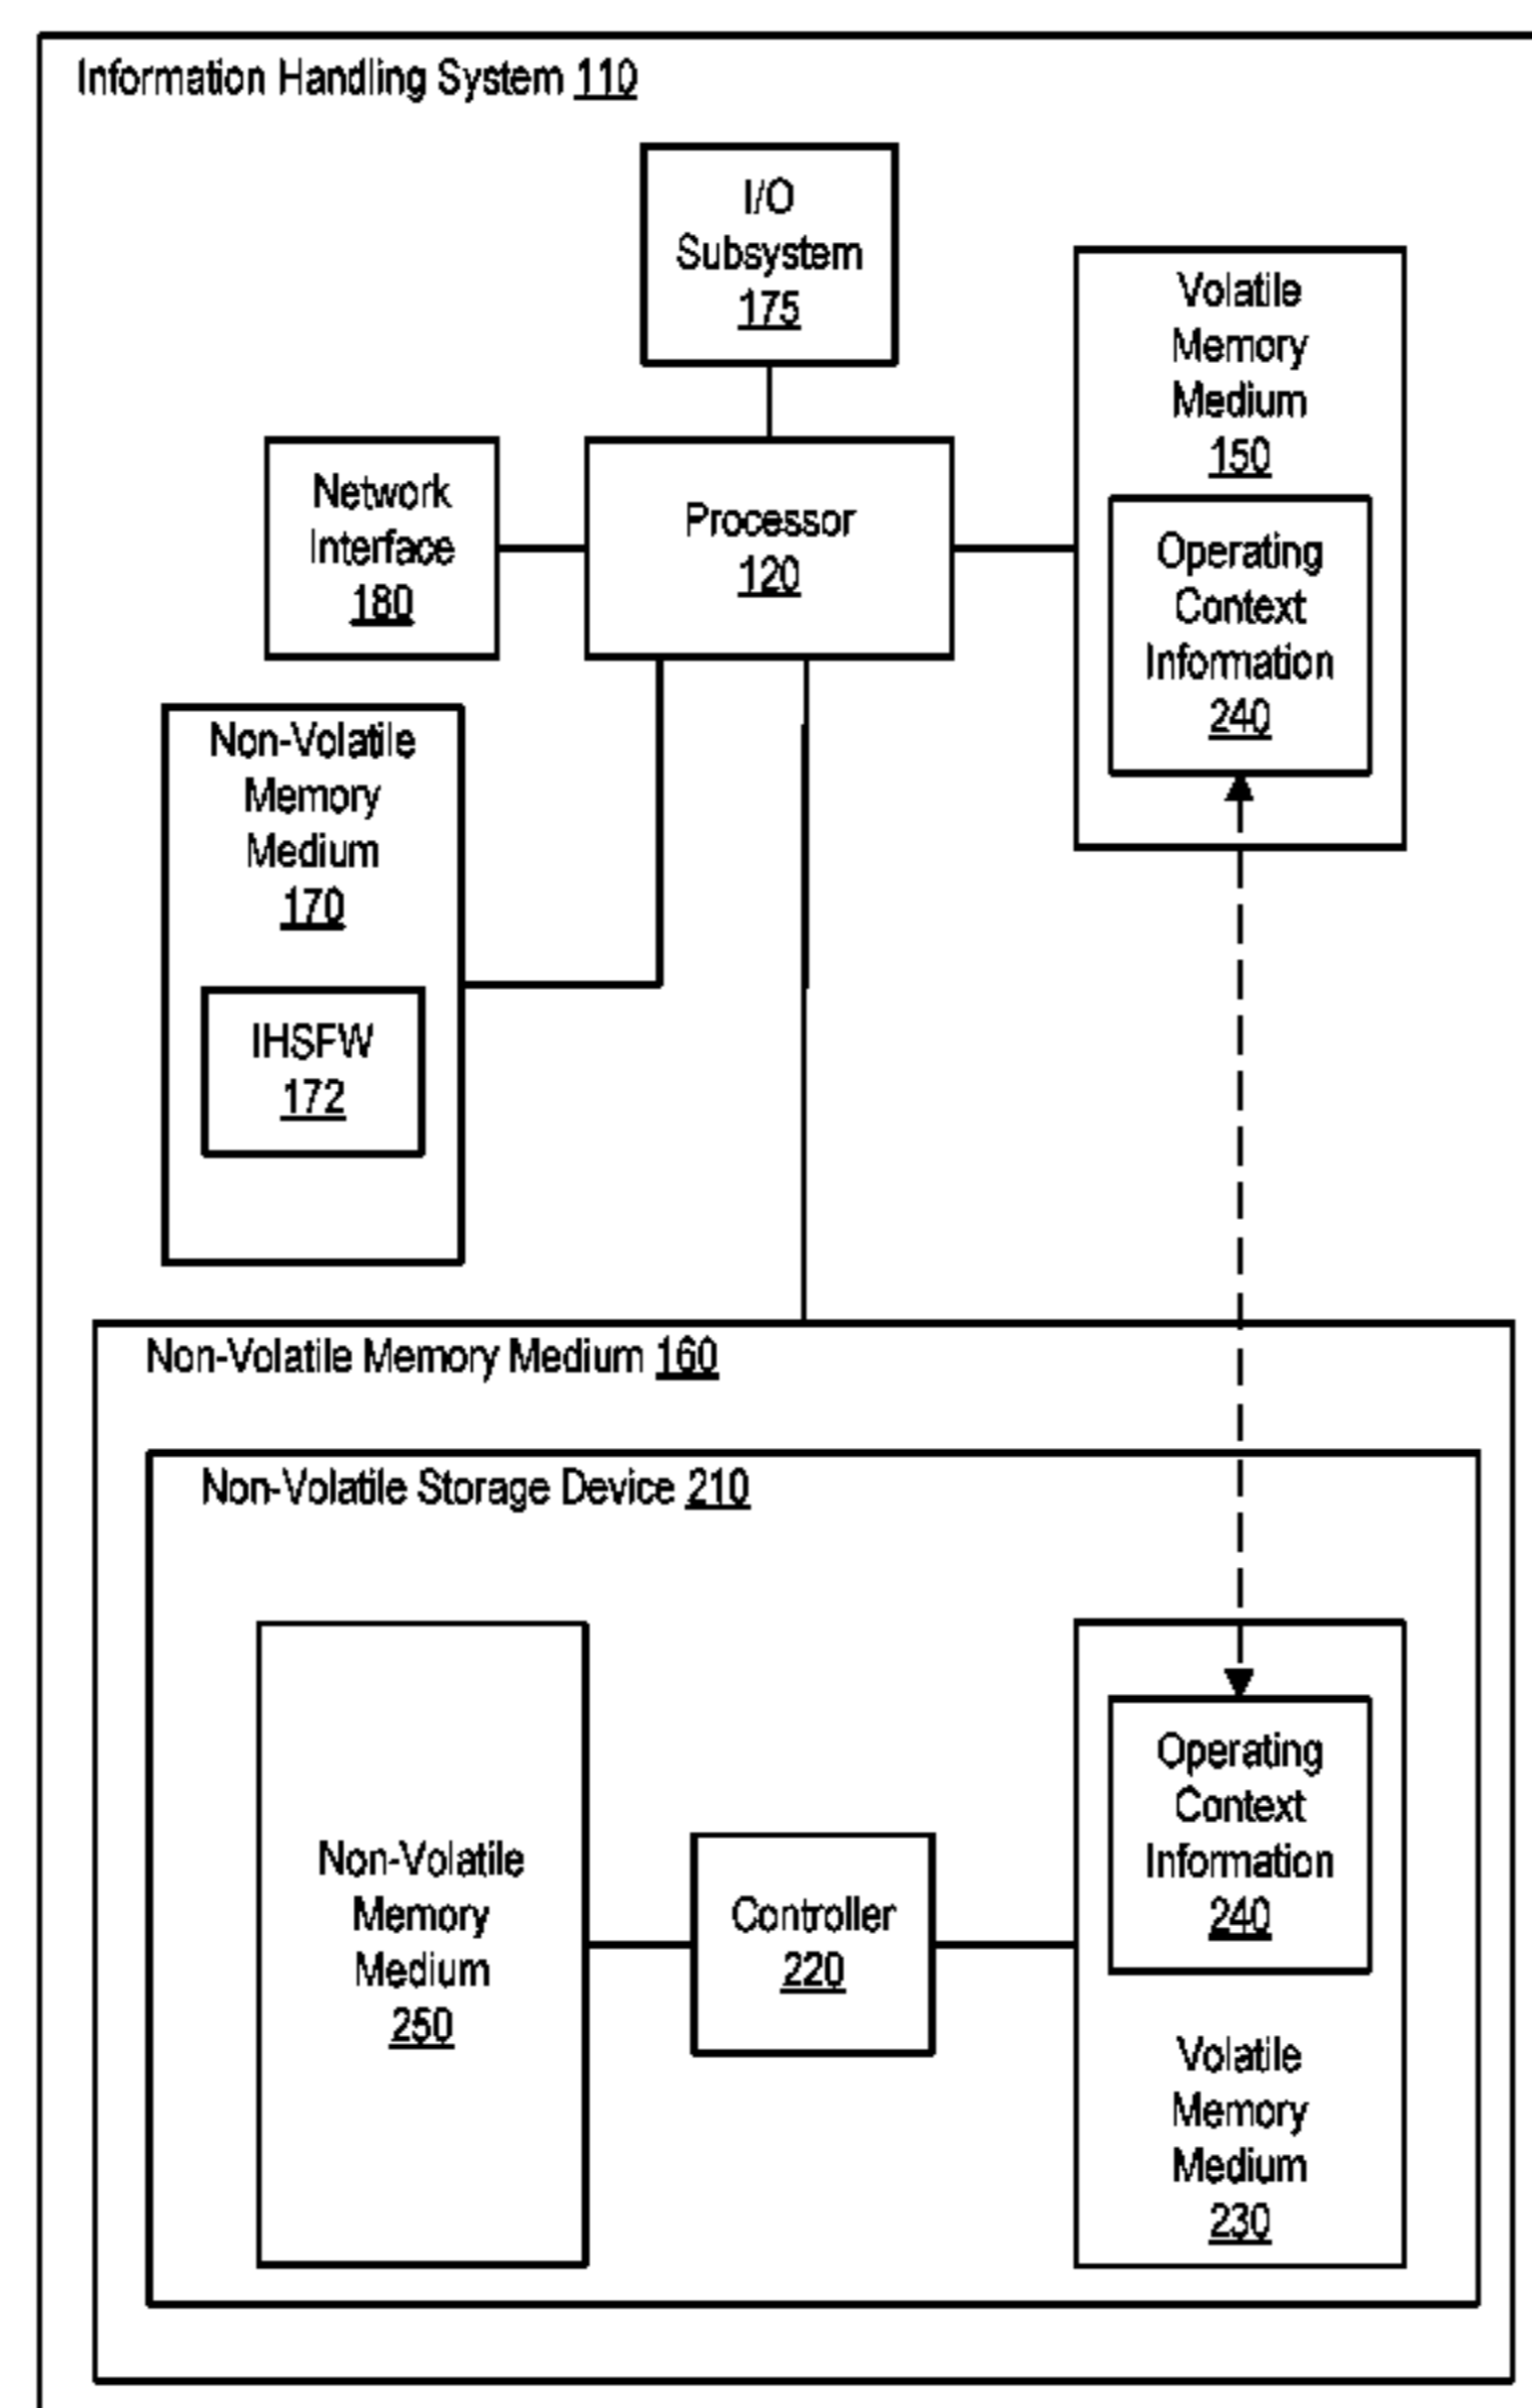 Information Handling System 110
I/O
Subsystem
175
Volatile
Memory
Medium
150
Network
Interface
180
Processor
120
Operating
Context
Information
240
Non-Volatile
Memory
Medium
170
IHSFW
172
Non-Volatile Memory Medium 160
Non-Volatile Storage Device 210
Non-Volatile
Memory
Medium
250
Controller
220
Operating
Context
Information
240
Volatile
Memory
Medium
230